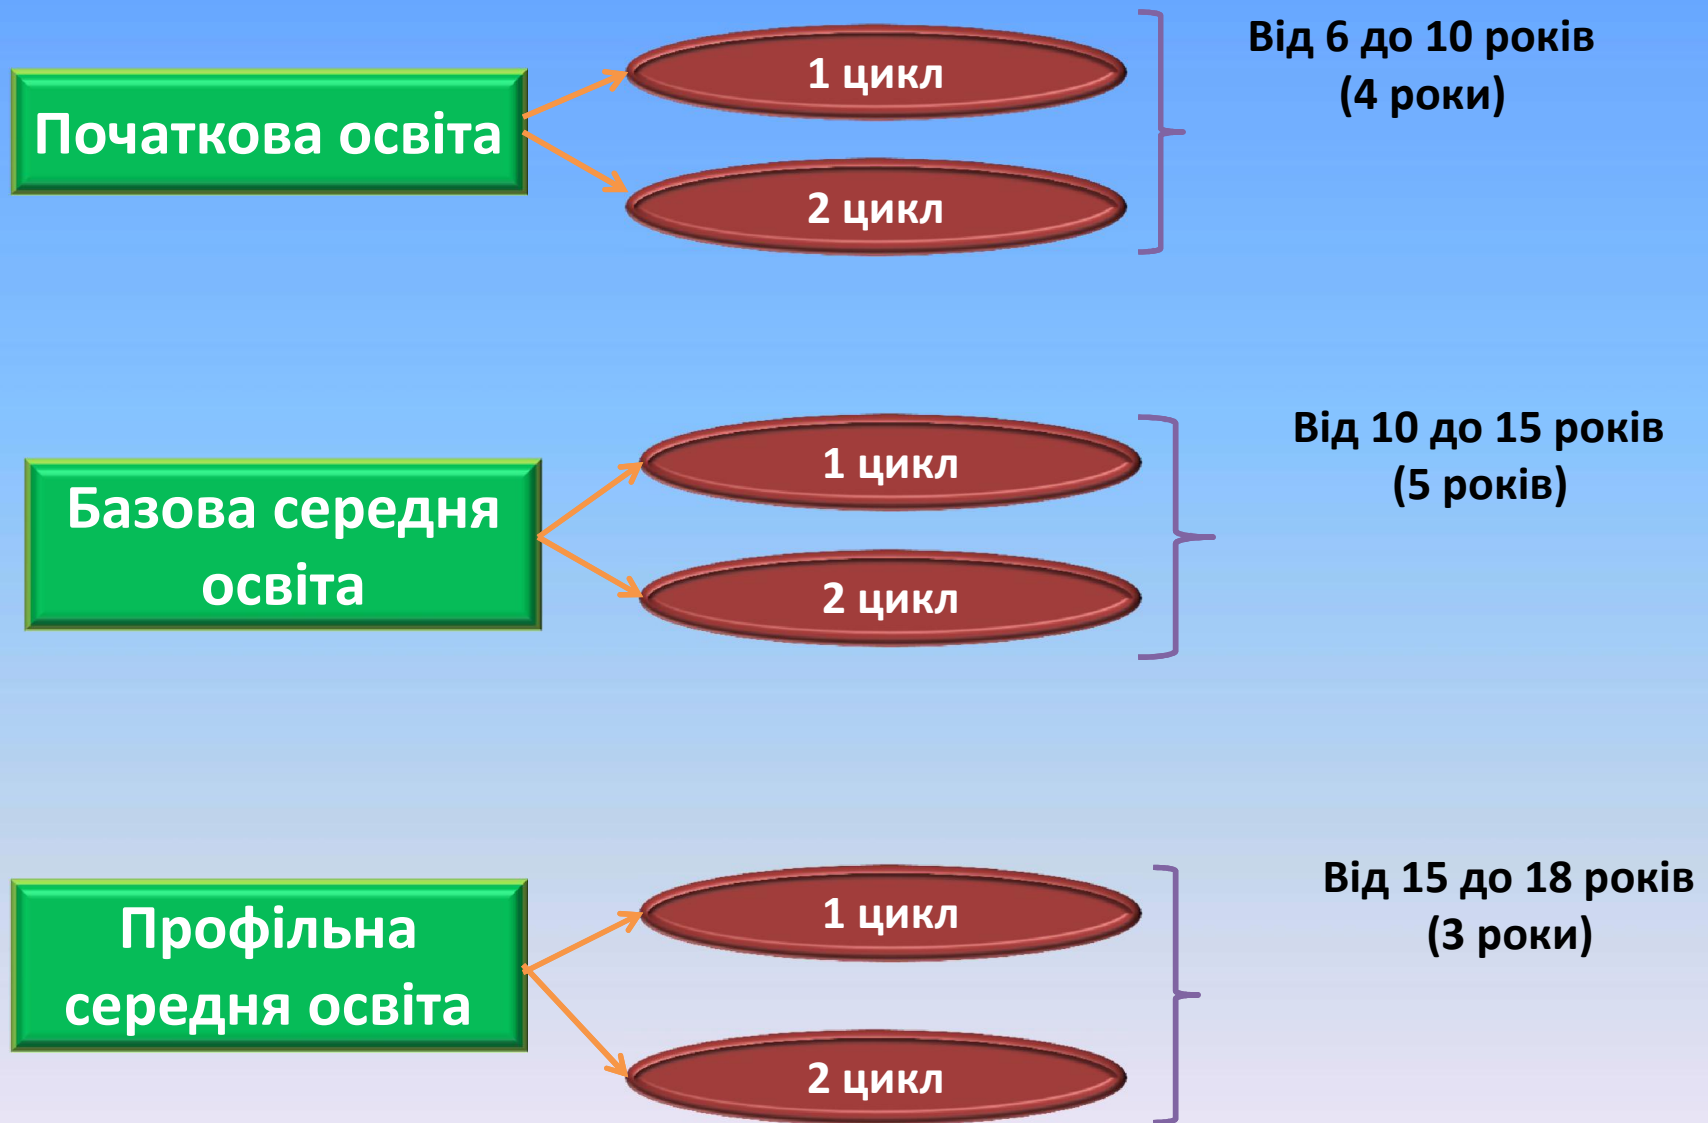 Початкова освіта
1 цикл
2 цикл
Від 6 до 10 років
(4 роки)
Базова середня
освіта
1 цикл
2 цикл
Від 10 до 15 років
(5 років)
Профільна
середня освіта
1 цикл
2 цикл
Від 15 до 18 років
(3 роки)